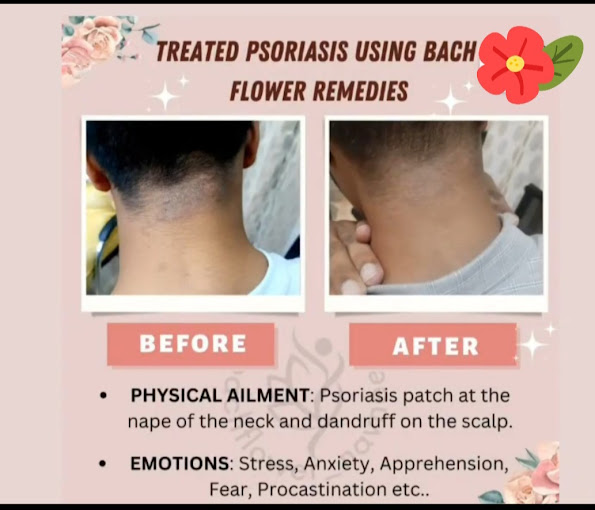 TREATED PSORIASIS USING BACH
FLOWER REMEDIES
BEFORE
AFTER
• PHYSICAL AILMENT: Psoriasis patch at the
nape of the neck and dandruff on the scalp.
• EMOTIONS: Stress, Anxiety, Apprehension,
Fear, Procastination etc..